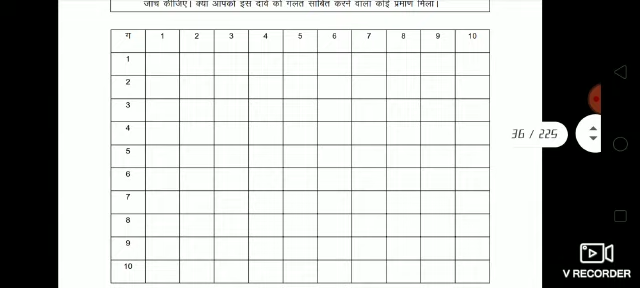 जाँच कीजिए। क्या आपको इस दावे को गलत साबित करने वाला कोई प्रमाण मिला।
ग 1 2 3 4 5 6 7 8 9 10
1
2
3
4
36 / 225
5
6
7
8
9
10
V RECORDER